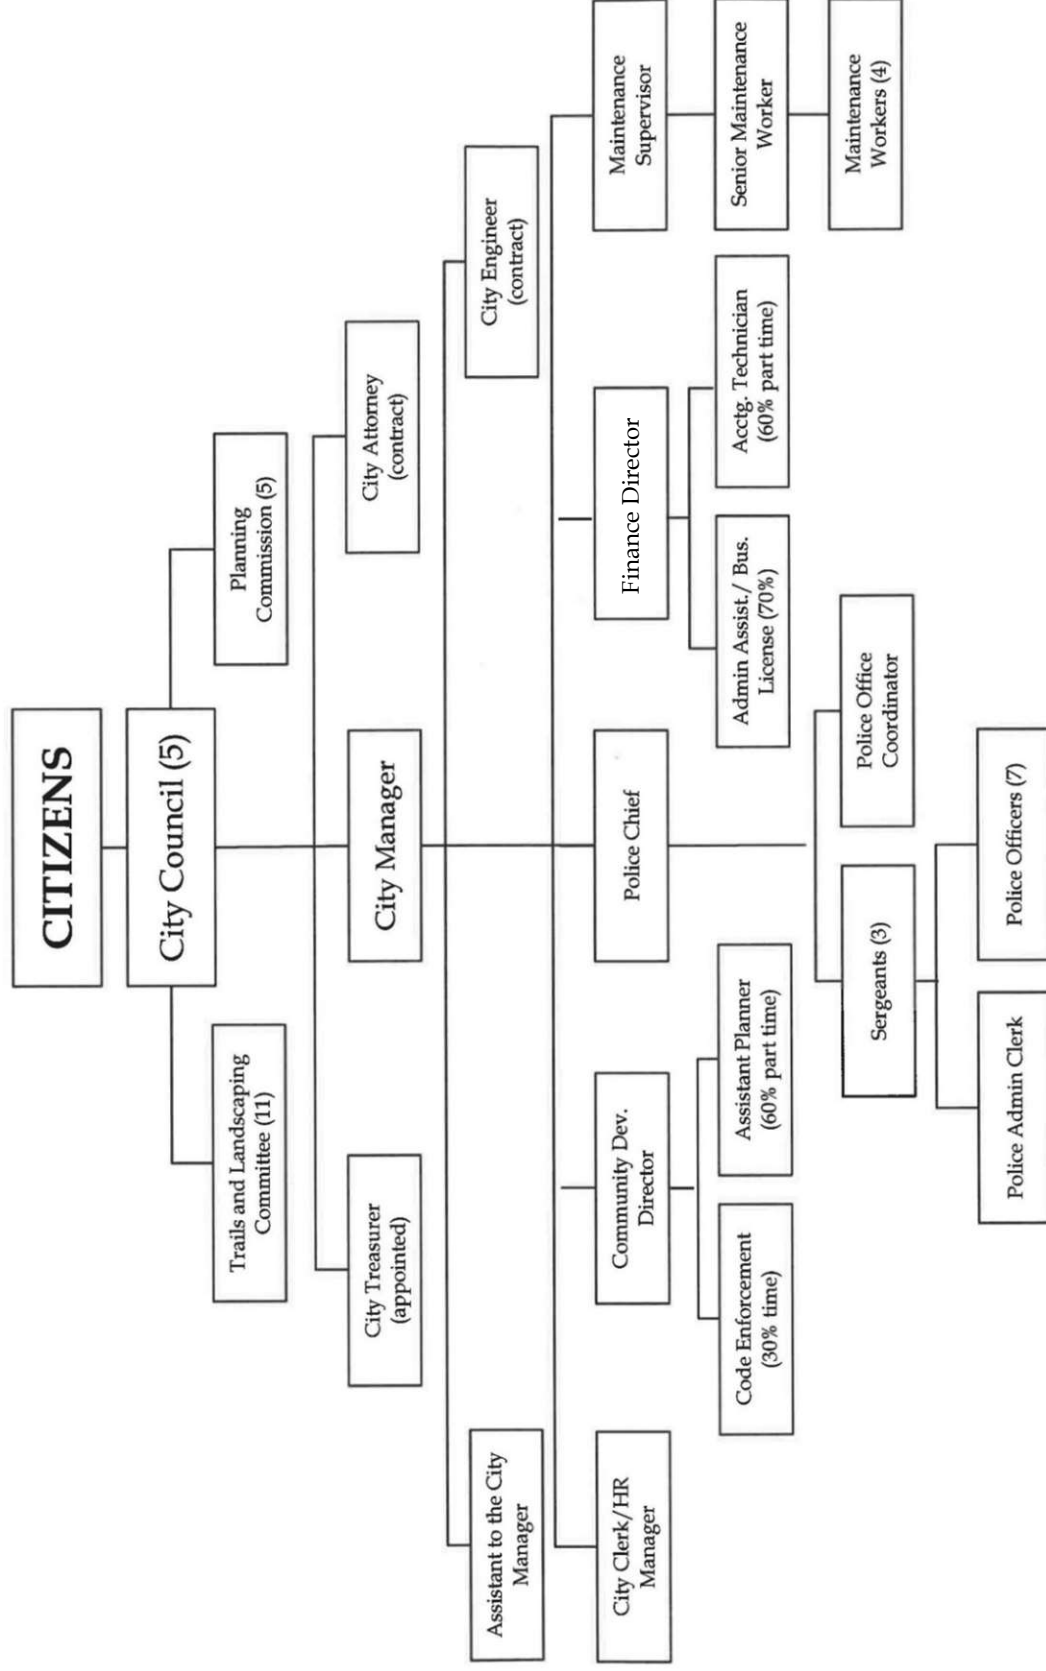 CITIZENS
City Council (5)
Trails and Landscaping
Committee (11)
Planning
Commission (5)
City Treasurer
(appointed)
City Manager
City Attorney
(contract)
Assistant to the City
Manager
City Engineer
(contract)
City Clerk/HR
Manager
Community Dev.
Director
Police Chief
Finance Director
Maintenance
Supervisor
Code Enforcement
(30% time)
Assistant Planner
(60% part time)
Admin Assist./ Bus.
License (70%)
Acctg. Technician
(60% part time)
Senior Maintenance
Worker
Sergeants (3)
Police Office
Coordinator
Maintenance
Workers (4)
Police Admin Clerk
Police Officers (7)